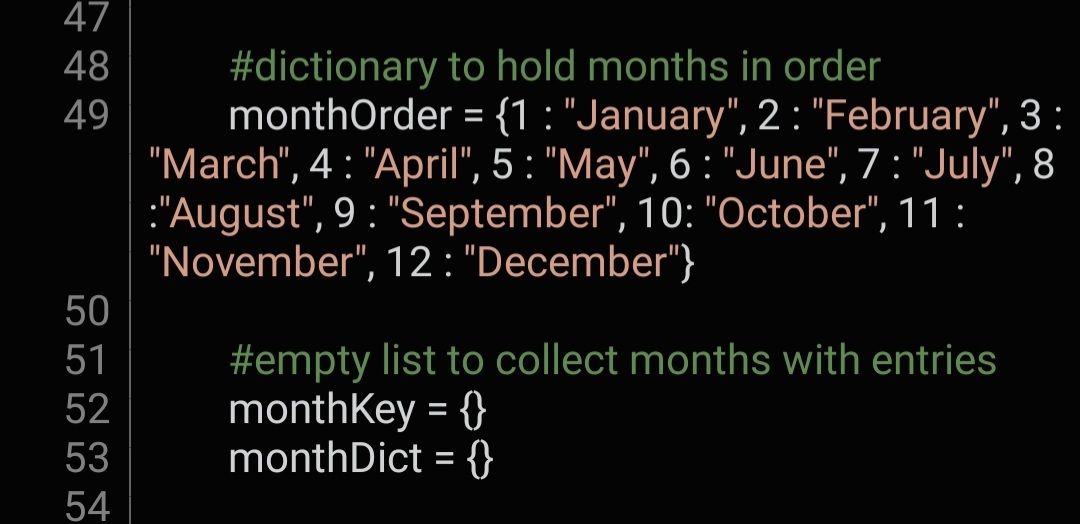 47
48 #dictionary to hold months in order
49 monthOrder = {1 : "January", 2 : "February", 3 :
"March", 4 : "April", 5 : "May", 6 : "June", 7 : "July", 8
:"August", 9 : "September", 10: "October", 11 :
"November", 12 : "December"}
50
51 #empty list to collect months with entries
52 monthKey = {}
53 monthDict = {}
54